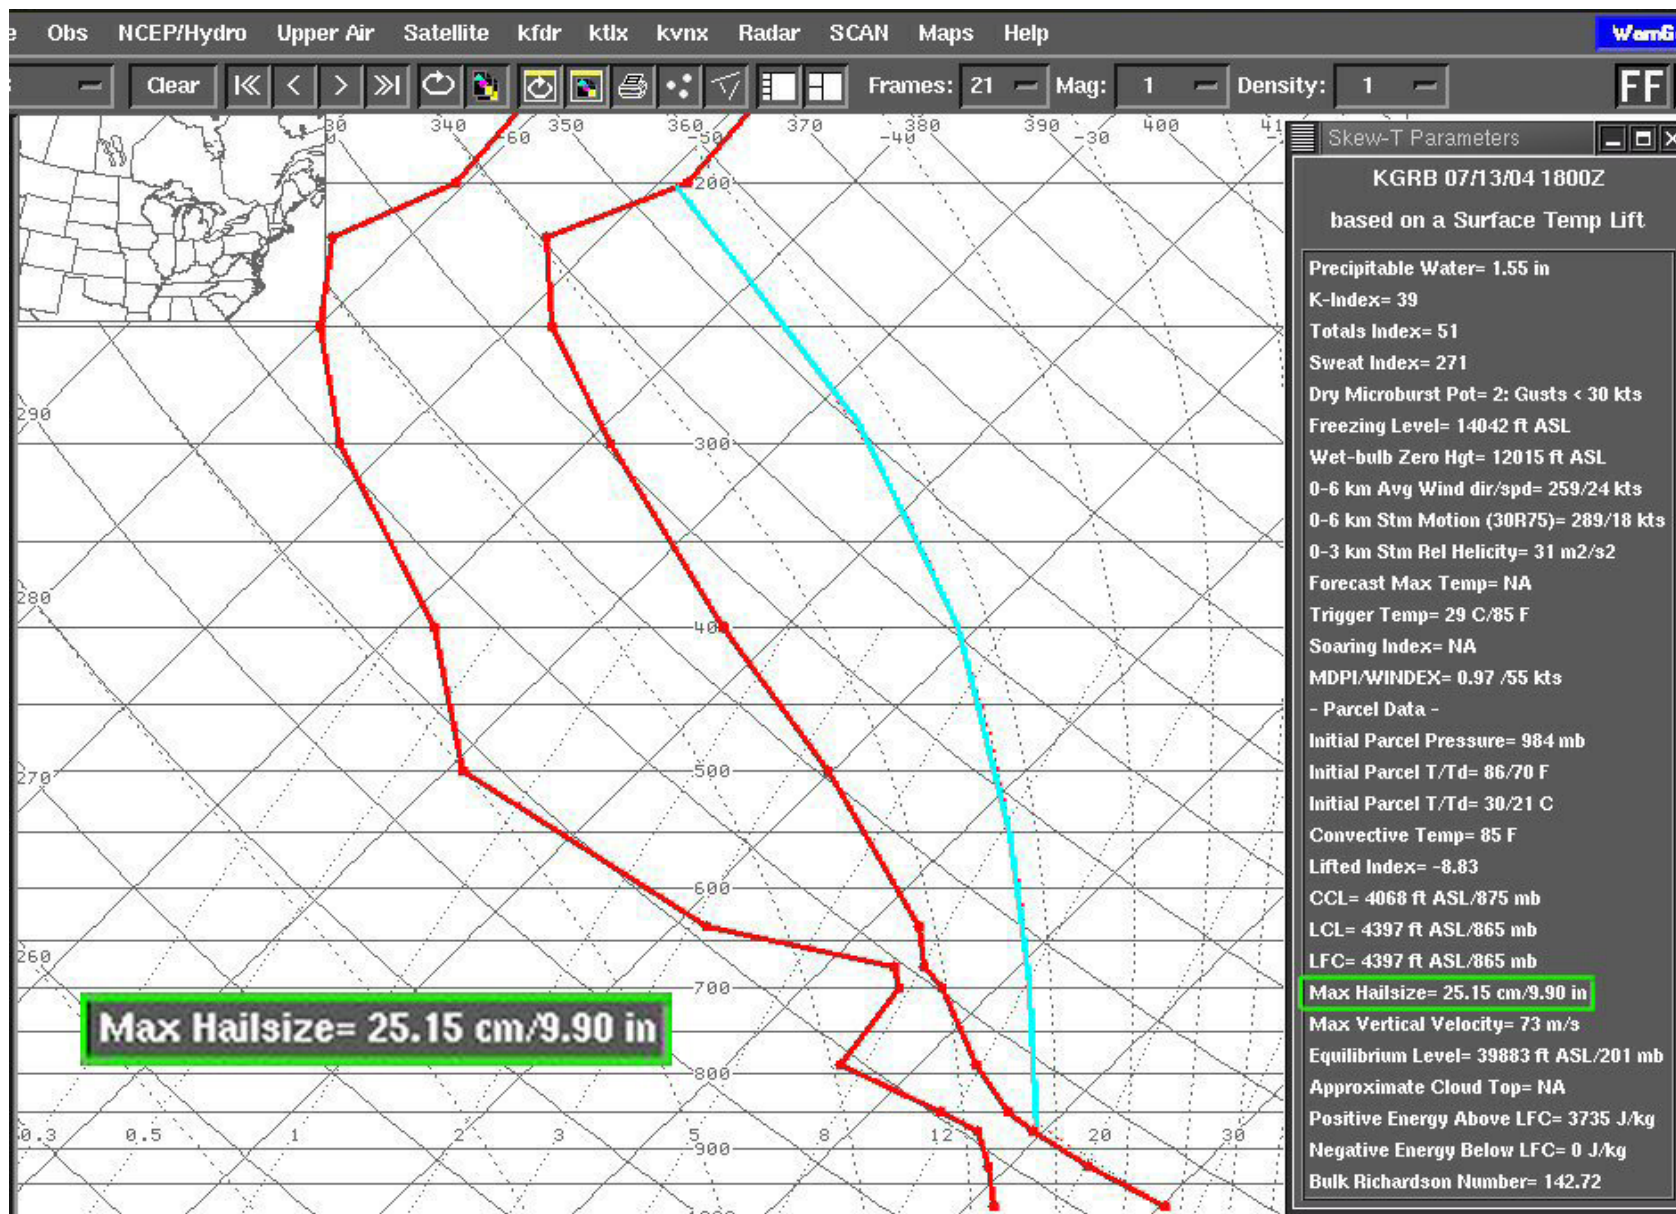 Obs NCEP/Hydro Upper Air Satellite kfdr ktlx kvnx Radar SCAN Maps Help
Clear Frames: 21 Mag: 1 Density: 1 FF
340 -60 350 360 -50 370 -40 380 390 -30 400
Skew-T Parameters
KGRB 07/13/04 1800Z
based on a Surface Temp Lift
Precipitable Water= 1.55 in
K-Index= 39
Totals Index= 51
Sweat Index= 271
Dry Microburst Pot= 2: Gusts < 30 kts
Freezing Level= 14042 ft ASL
Wet-bulb Zero Hgt= 12015 ft ASL
0-6 km Avg Wind dir/spd= 259/24 kts
0-6 km Stm Motion (30R75)= 289/18 kts
0-3 km Stm Rel Helicity= 31 m2/s2
Forecast Max Temp= NA
Trigger Temp= 29 C/85 F
Soaring Index= NA
MDPI/WINDEX= 0.97 /55 kts
- Parcel Data -
Initial Parcel Pressure= 984 mb
Initial Parcel T/Td= 86/70 F
Initial Parcel T/Td= 30/21 C
Convective Temp= 85 F
Lifted Index= -8.83
CCL= 4068 ft ASL/875 mb
LCL= 4397 ft ASL/865 mb
LFC= 4397 ft ASL/865 mb
Max Hailsize= 25.15 cm/9.90 in
Max Vertical Velocity= 73 m/s
Equilibrium Level= 39883 ft ASL/201 mb
Approximate Cloud Top= NA
Positive Energy Above LFC= 3735 J/kg
Negative Energy Below LFC= 0 J/kg
Bulk Richardson Number= 142.72
200
290
300
280
400
270
500
600
260
700
Max Hailsize= 25.15 cm/9.90 in
800
0.3 0.5 1 2 3 5 8 12 20 30
900